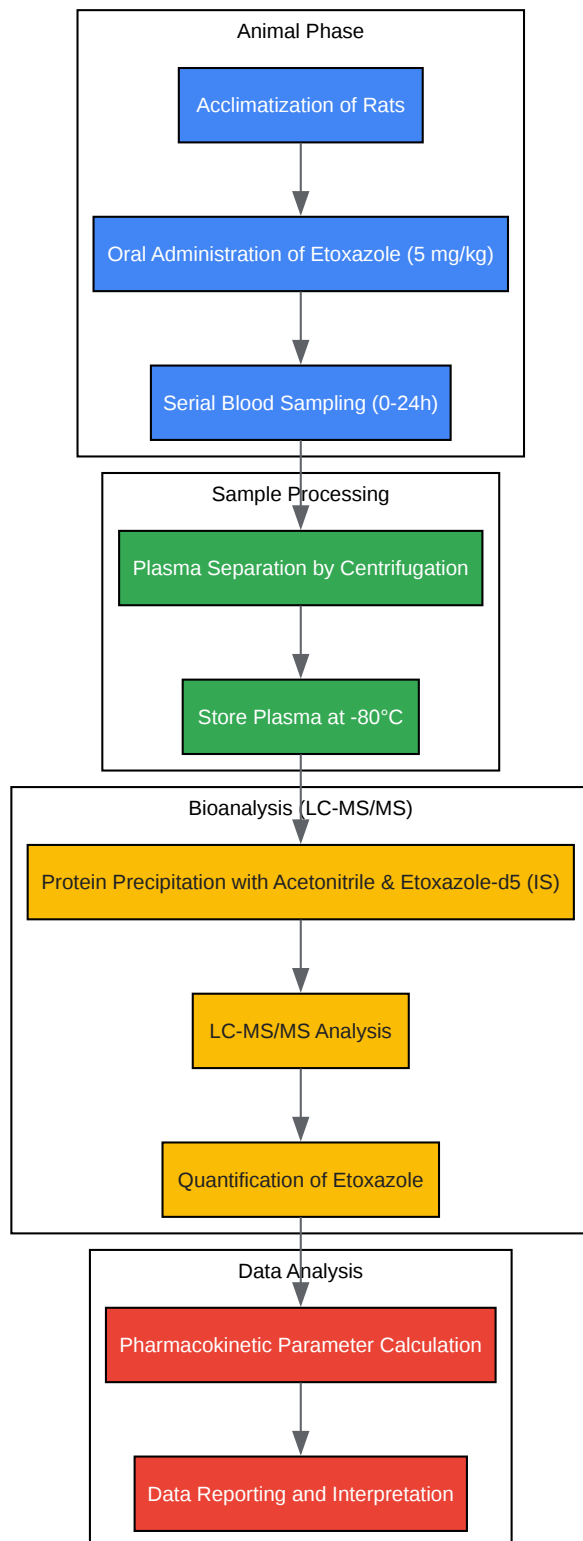 Animal Phase
Acclimatization of Rats
Oral Administration of Etoxazole (5 mg/kg)
Serial Blood Sampling (0-24h)
Sample Processing
Plasma Separation by Centrifugation
Store Plasma at -80°C
Bioanalysis (LC-MS/MS)
Protein Precipitation with Acetonitrile & Etoxazole-d5 (IS)
LC-MS/MS Analysis
Quantification of Etoxazole
Data Analysis
Pharmacokinetic Parameter Calculation
Data Reporting and Interpretation